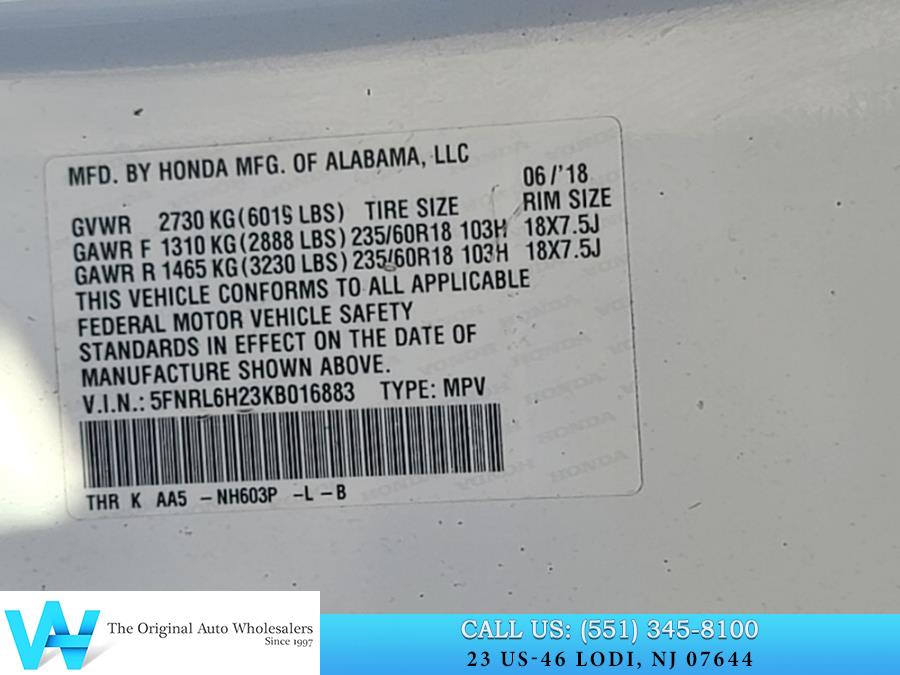 MFD. BY HONDA MFG. OF ALABAMA, LLC
06/'18
GVWR 2730 KG (6019 LBS) TIRE SIZE RIM SIZE
GAWR F 1310 KG (2888 LBS) 235/60R18 103H 18X7.5J
GAWR R 1465 KG (3230 LBS) 235/60R18 103H 18X7.5J
THIS VEHICLE CONFORMS TO ALL APPLICABLE
FEDERAL MOTOR VEHICLE SAFETY
STANDARDS IN EFFECT ON THE DATE OF
MANUFACTURE SHOWN ABOVE.
V.I.N.: 5FNRL6H23KB016883 TYPE: MPV
THR K AA5 -NH603P -L -B
The Original Auto Wholesalers
Since 1997
CALL US: (551) 345-8100
23 US-46 LODI, NJ 07644